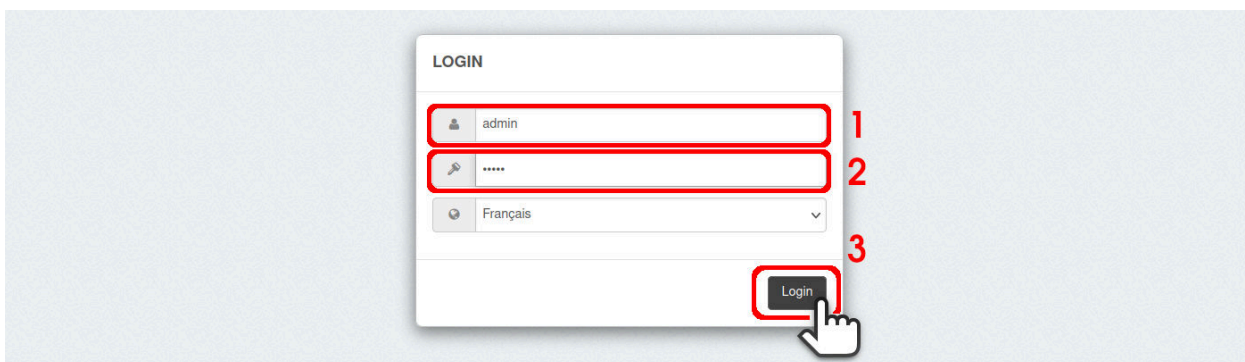 LOGIN
admin
1
•••••
2
Français
3
Login